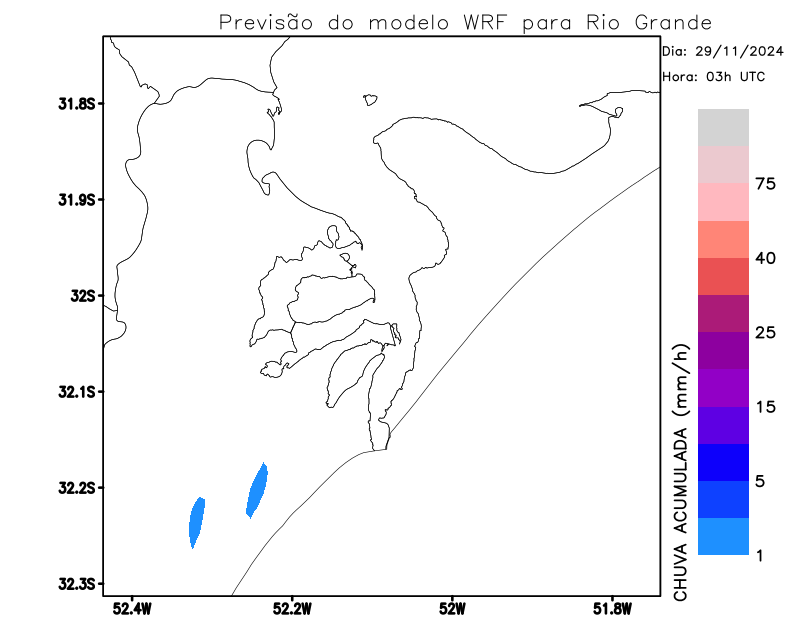 Previsão do modelo WRF para Rio Grande
Dia: 29/11/2024
Hora: 03h UTC
31.8S
31.9S
32S
32.1S
32.2S
32.3S
52.4W
52.2W
52W
51.8W
CHUVA ACUMULADA (mm/h)
75
40
25
15
5
1